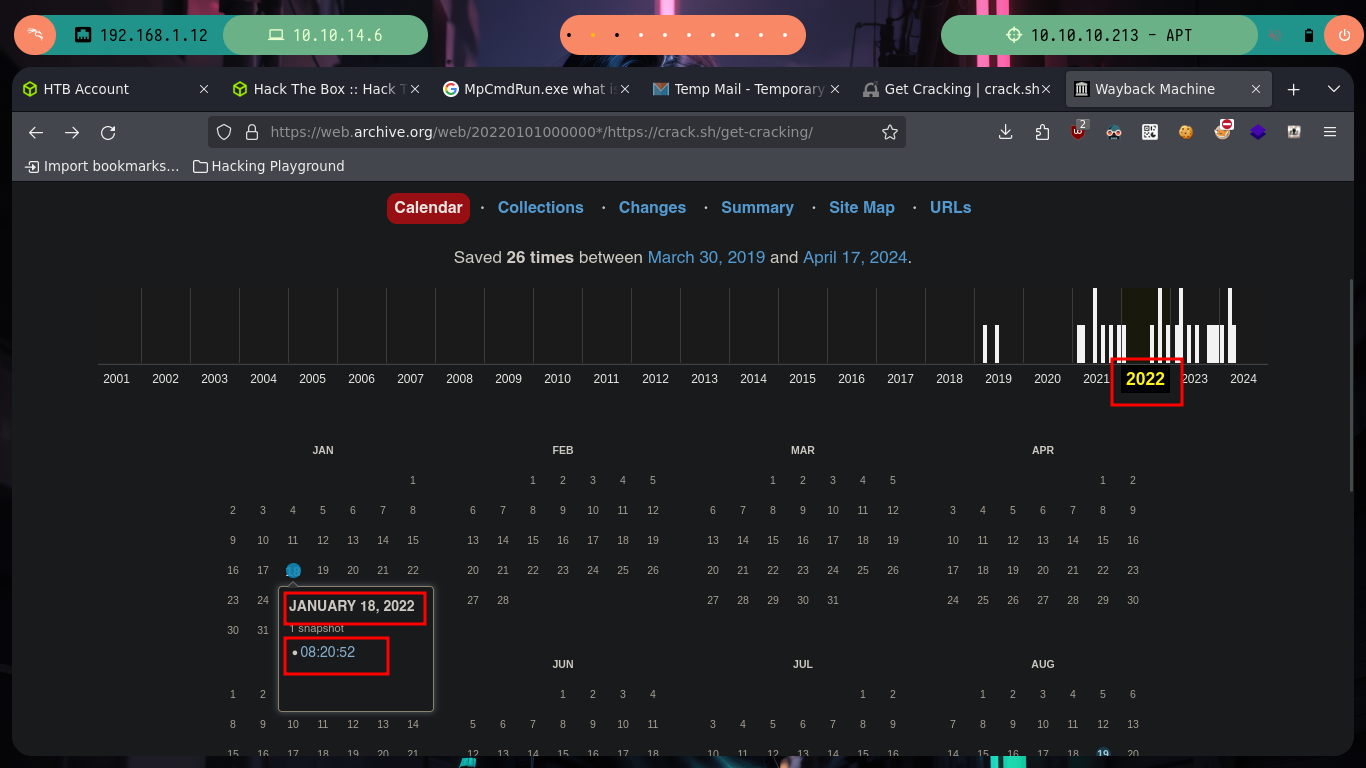 192.168.1.12 10.10.14.6 10.10.10.213 - APT
HTB Account Hack The Box :: Hack T MpCmdRun.exe what is Temp Mail - Temporary Get Cracking | crack.sh Wayback Machine
https://web.archive.org/web/20220101000000*/https://crack.sh/get-cracking/ 2
Import bookmarks... Hacking Playground
Calendar · Collections · Changes · Summary · Site Map · URLs
Saved 26 times between March 30, 2019 and April 17, 2024.
2001 2002 2003 2004 2005 2006 2007 2008 2009 2010 2011 2012 2013 2014 2015 2016 2017 2018 2019 2020 2021 2022 2023 2024
JAN FEB MAR APR
1 1 2 3 4 5 1 2 3 4 5 1 2
2 3 4 5 6 7 8 6 7 8 9 10 11 12 6 7 8 9 10 11 12 3 4 5 6 7 8 9
9 10 11 12 13 14 15 13 14 15 16 17 18 19 13 14 15 16 17 18 19 10 11 12 13 14 15 16
16 17 19 20 21 22 20 21 22 23 24 25 26 20 21 22 23 24 25 26 17 18 19 20 21 22 23
23 24 27 28 27 28 29 30 31 24 25 26 27 28 29 30
JANUARY 18, 2022
1 snapshot
30 31
• 08:20:52
JUN JUL AUG
1 2 1 2 3 4 1 2 1 2 3 4 5 6
8 9 10 11 12 13 14 5 6 7 8 9 10 11 3 4 5 6 7 8 9 7 8 9 10 11 12 13
15 16 17 18 19 20 21 12 13 14 15 16 17 18 10 11 12 13 14 15 16 14 15 16 17 18 19 20